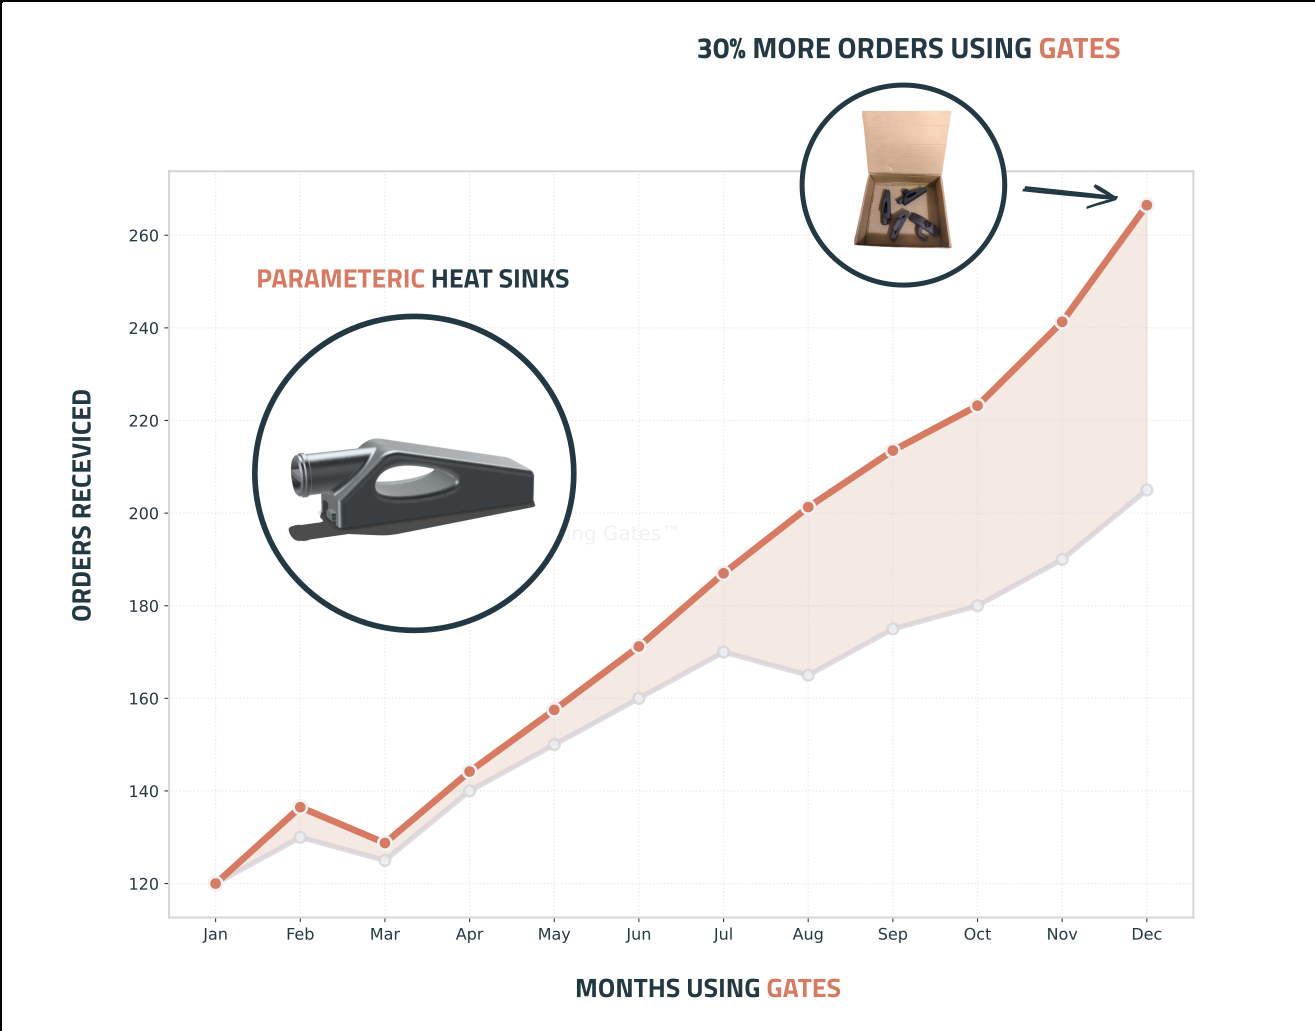 30% MORE ORDERS USING GATES
PARAMETERIC HEAT SINKS
ORDERS RECEVICED
260
240
220
200
180
160
140
120
Gates™
Jan Feb Mar Apr May Jun Jul Aug Sep Oct Nov Dec
MONTHS USING GATES